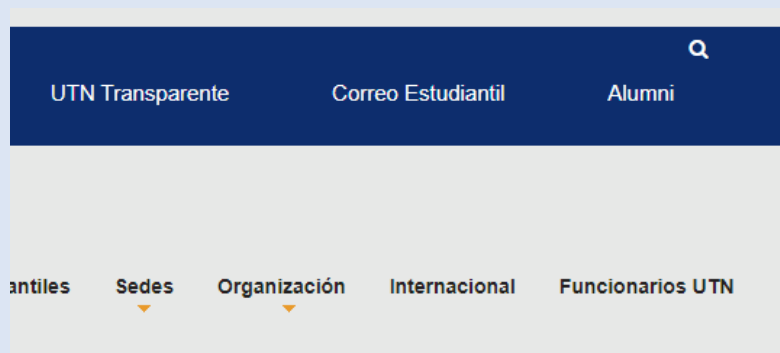 UTN Transparente Correo Estudiantil Alumni
antiles Sedes Organización Internacional Funcionarios UTN